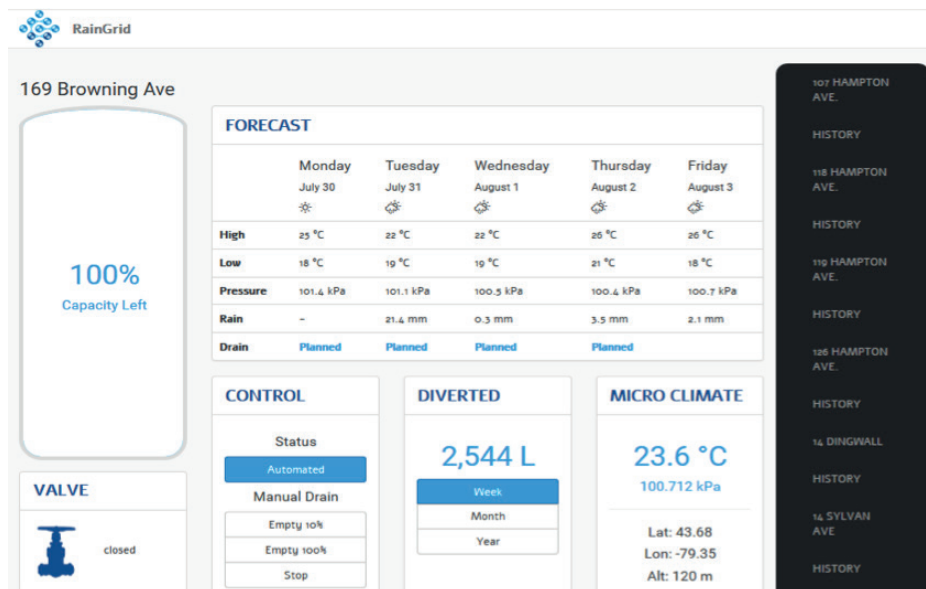 RainGrid
169 Browning Ave
100%
Capacity Left
FORECAST
Monday Tuesday Wednesday Thursday Friday
July 30 July 31 August 1 August 2 August 3
High 25 °C 22 °C 22 °C 26 °C 26 °C
Low 18 °C 19 °C 19 °C 21 °C 18 °C
Pressure 101.4 kPa 101.1 kPa 100.5 kPa 100.4 kPa 100.7 kPa
Rain - 21.4 mm 0.3 mm 3.5 mm 2.1 mm
Drain Planned Planned Planned Planned
VALVE
closed
CONTROL
Status
Automated
Manual Drain
Empty 10%
Empty 100%
Stop
DIVERTED
2,544 L
Week
Month
Year
MICRO CLIMATE
23.6 °C
100.712 kPa
Lat: 43.68
Lon: -79.35
Alt: 120 m
107 HAMPTON
AVE.
HISTORY
118 HAMPTON
AVE.
HISTORY
119 HAMPTON
AVE.
HISTORY
126 HAMPTON
AVE.
HISTORY
14 DINGWALL
HISTORY
14 SYLVAN
AVE
HISTORY